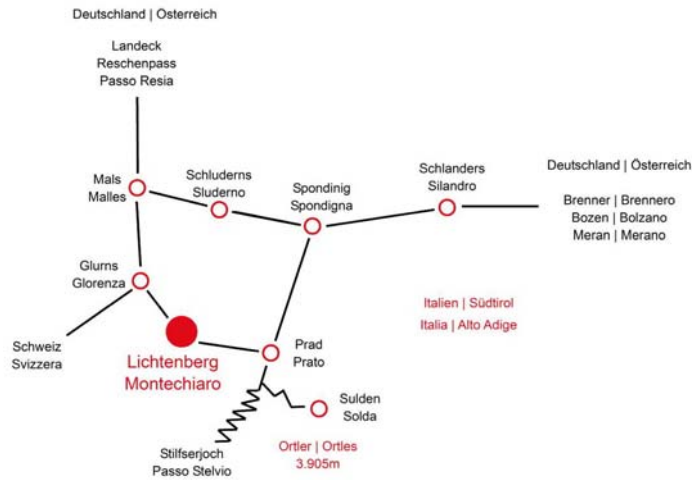 Deutschland | Österreich
Landeck
Reschenpass
Passo Resia
Mals
Malles
Schluderns
Sluderno
Spondinig
Spondigna
Schlanders
Silandro
Deutschland | Österreich
Brenner | Brennero
Bozen | Bolzano
Meran | Merano
Glurns
Glorenza
Italien | Südtirol
Italia | Alto Adige
Schweiz
Svizzera
Lichtenberg
Montechiaro
Prad
Prato
Sulden
Solda
Ortler | Ortles
3.905m
Stilfserjoch
Passo Stelvio